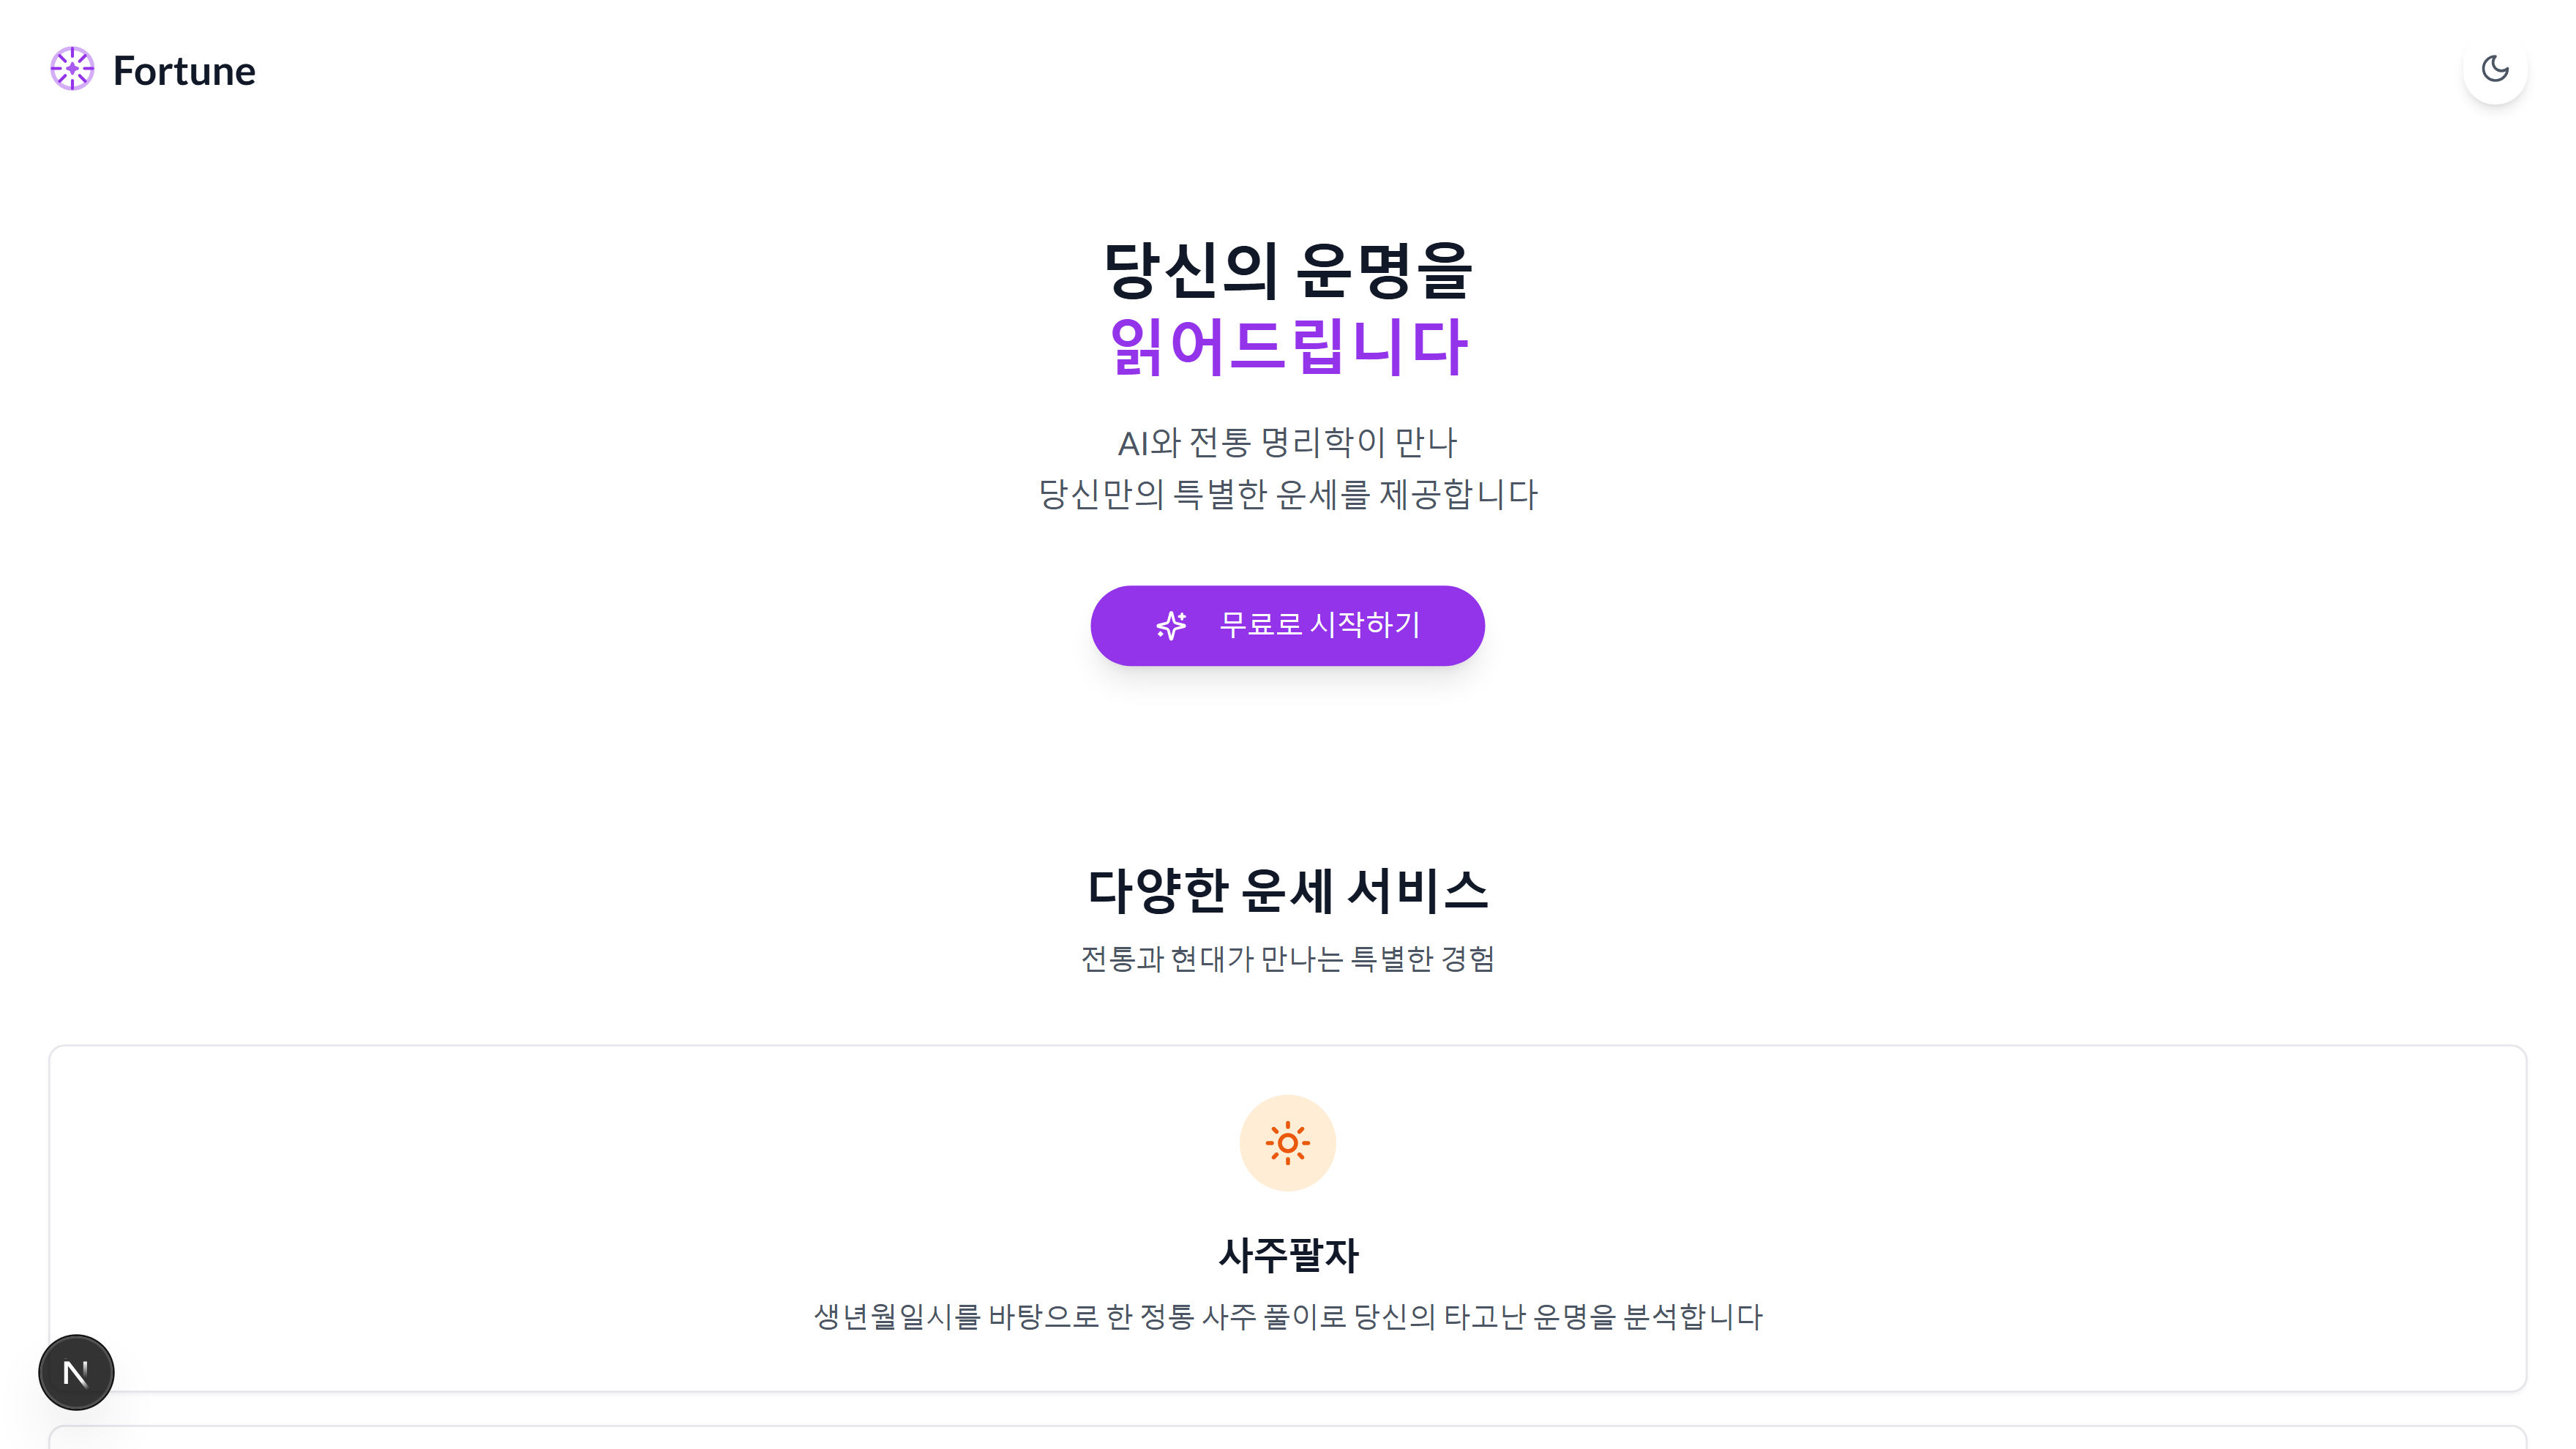 Fortune
당신의 운명을
읽어드립니다
AI와 전통 명리학이 만나
당신만의 특별한 운세를 제공합니다
무료로 시작하기
다양한 운세 서비스
전통과 현대가 만나는 특별한 경험
사주팔자
생년월일시를 바탕으로 한 정통 사주 풀이로 당신의 타고난 운명을 분석합니다
N